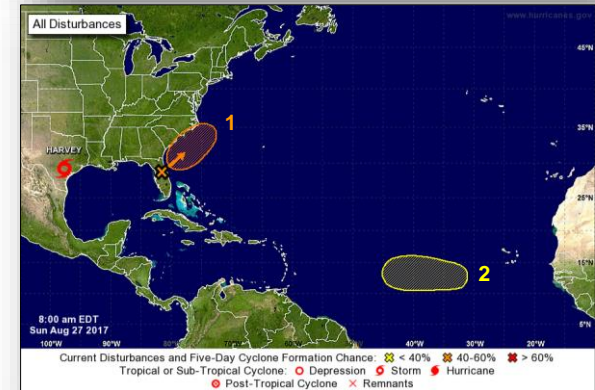 All Disturbances
www.hurricanes.gov
45°N
1
35°N
HARVEY
25°N
15°N
2
8:00 am EDT
Sun Aug 27 2017
5°N
100°W 90°W 80°W 70°W 60°W 50°W 40°W 30°W 20°W
Current Disturbances and Five-Day Cyclone Formation Chance: < 40% 40-60% > 60%
Tropical or Sub-Tropical Cyclone: Depression Storm Hurricane
Post-Tropical Cyclone Remnants